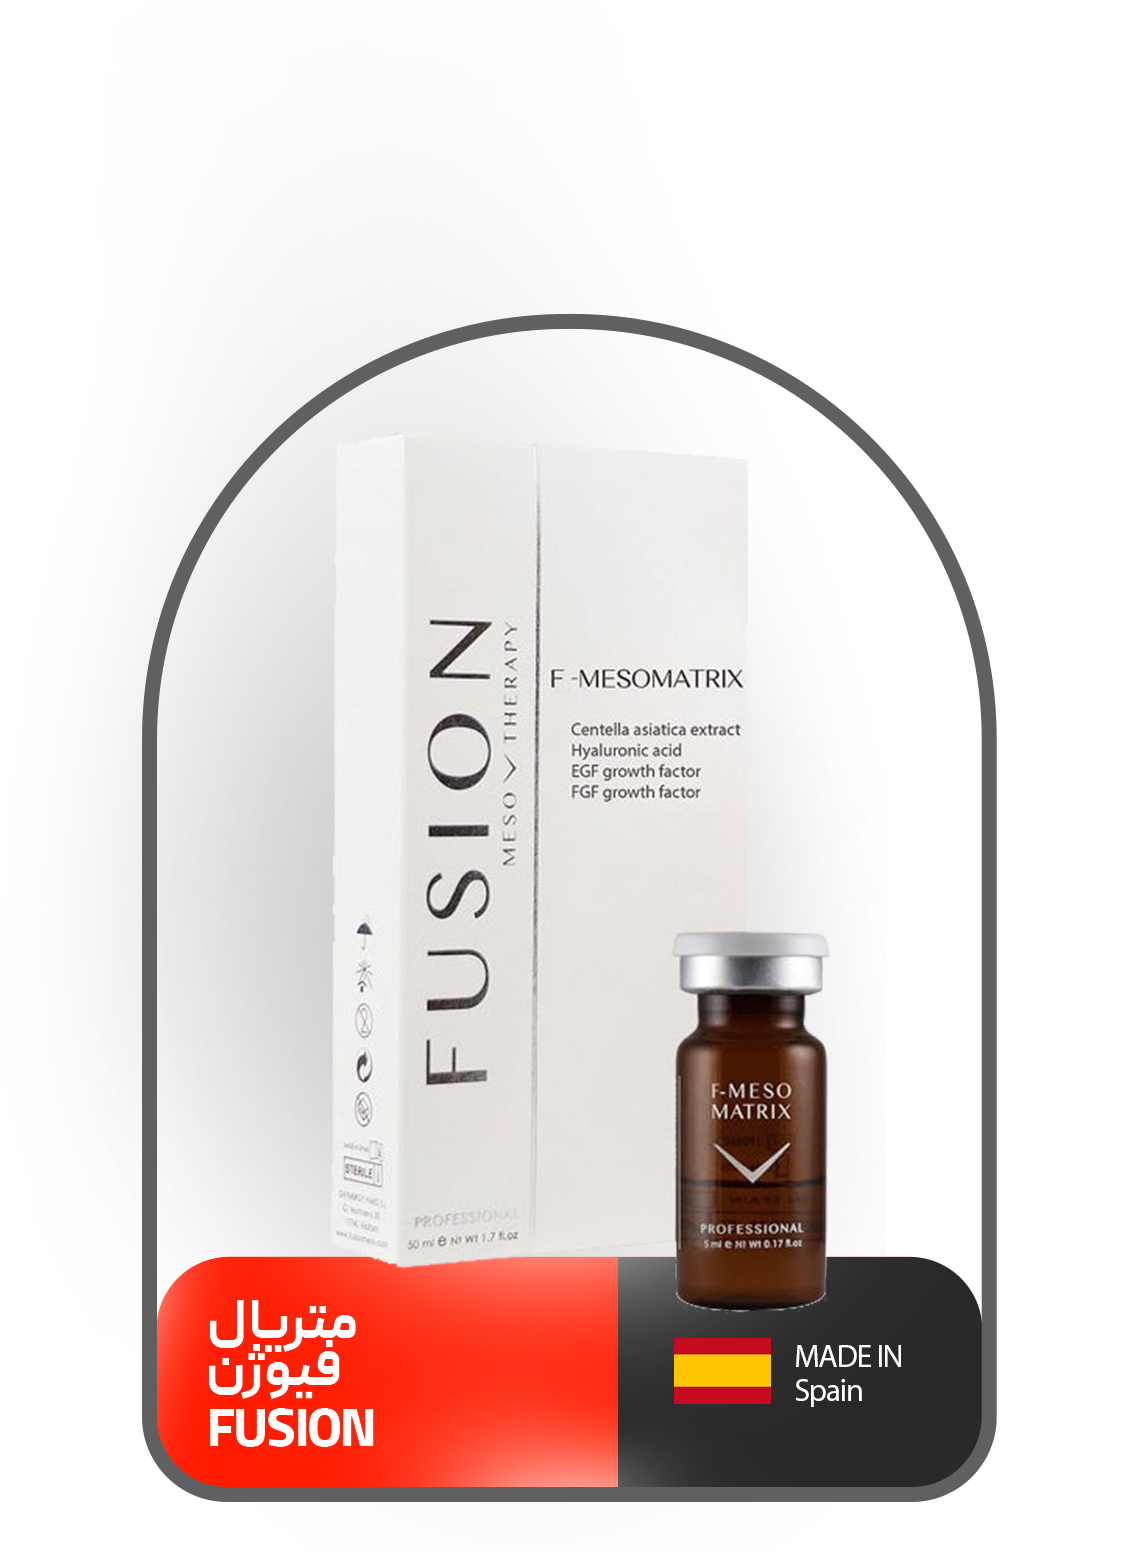 FUSION
MESO THERAPY
F -MESOMATRIX
Centella asiatica extract
Hyaluronic acid
EGF growth factor
FGF growth factor
STERILE
PROFESSIONAL
50 ml e Nt Wt 1.7 fl.oz
F-MESO
MATRIX
PROFESSIONAL
5 ml e Nt Wt 0.17 fl.oz
متریال
فیوژن
FUSION
MADE IN
Spain